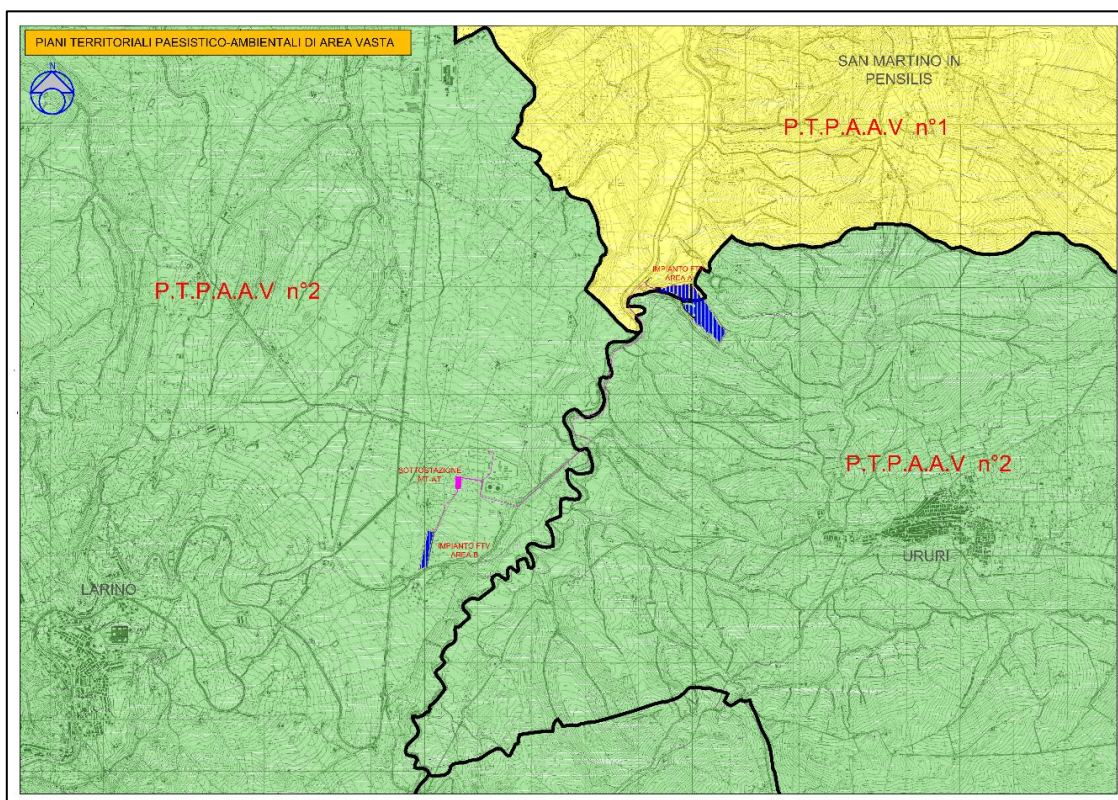 PIANI TERRITORIALI PAESISTICO-AMBIENTALI DI AREA VASTA
N
SAN MARTINO IN
PENSILIS
P.T.P.A.A.V n°1
P.T.P.A.A.V n°2
IMPIANTO FTV
AREA A
P.T.P.A.A.V n°2
SOTTOSTAZIONE
MT-AT
IMPIANTO FTV
AREA B
URURI
LARINO